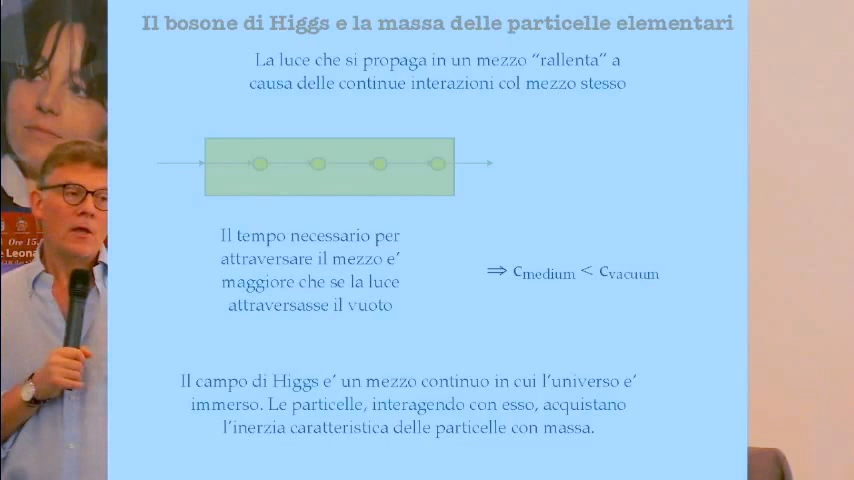 Il bosone di Higgs e la massa delle particelle elementari
La luce che si propaga in un mezzo “rallenta” a
causa delle continue interazioni col mezzo stesso
Il tempo necessario per
attraversare il mezzo e’
maggiore che se la luce
attraversasse il vuoto
⇒ cmedium < cvacuum
Il campo di Higgs e’ un mezzo continuo in cui l’universo e’
immerso. Le particelle, interagendo con esso, acquistano
l’inerzia caratteristica delle particelle con massa.
Ore 15.
e Leona